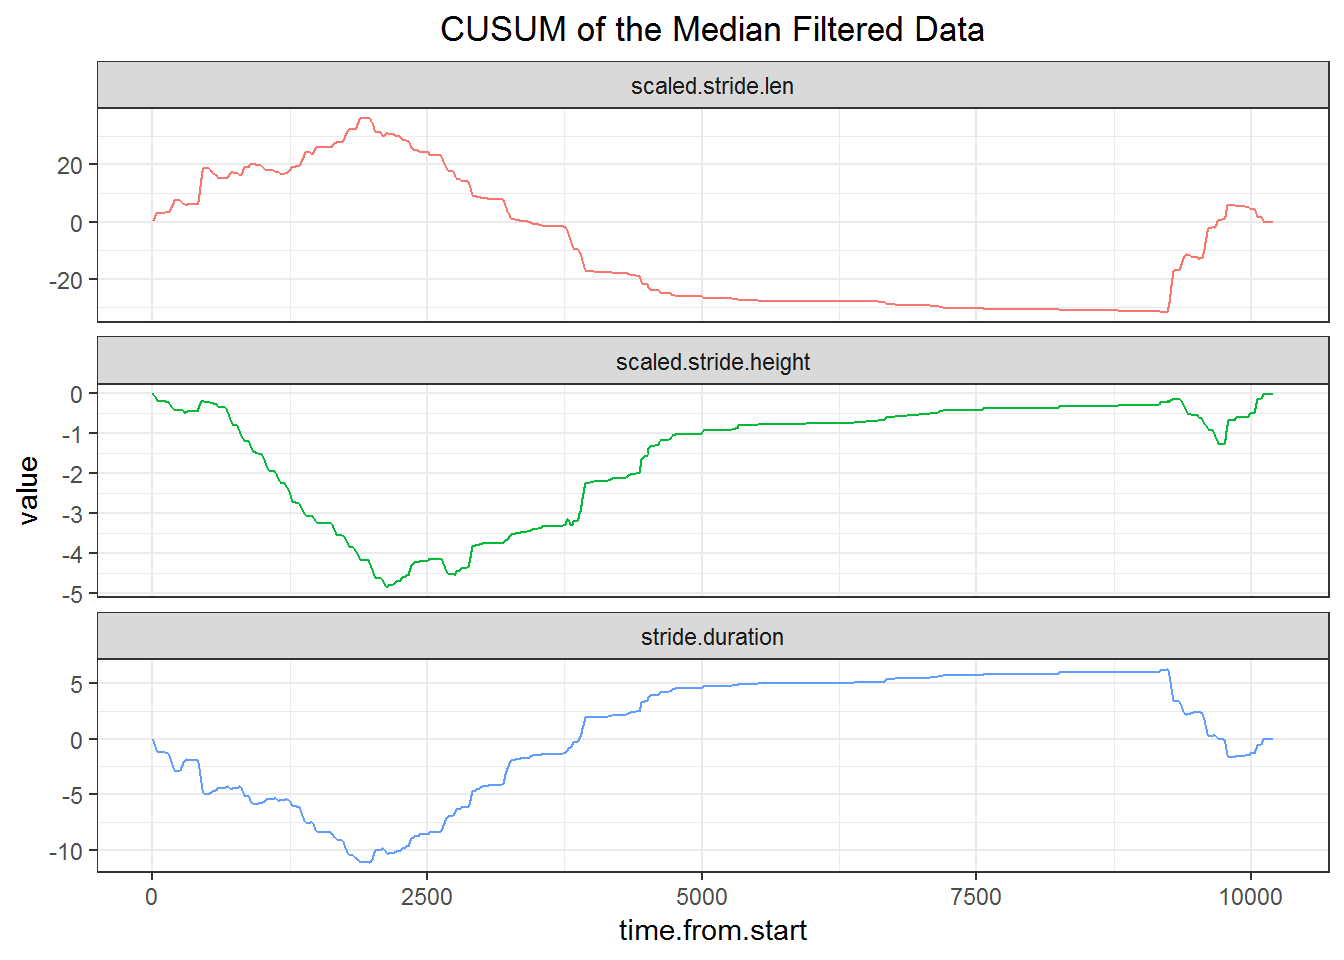 CUSUM of the Median Filtered Data
scaled.stride.len
20
0
-20
scaled.stride.height
0
-1
-2
-3
-4
-5
value
stride.duration
5
0
-5
-10
0 2500 5000 7500 10000
time.from.start